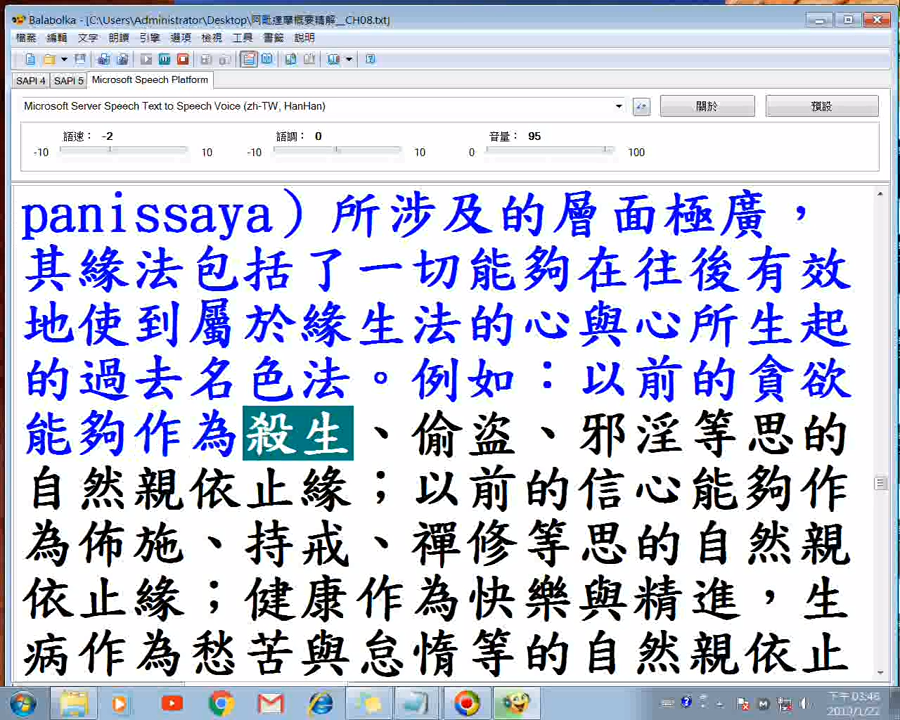 Balabolka - [C:\Users\Administrator\Desktop\阿毗達摩概要精解__CH08.txt]
檔案 編輯 文字 朗讀 引擎 選項 檢視 工具 書籤 說明
SAPI 4 SAPI 5 Microsoft Speech Platform
Microsoft Server Speech Text to Speech Voice (zh-TW, HanHan) 關於 預設
語速： -2 語調： 0 音量： 95
-10 10 -10 10 0 100
panissaya）所涉及的層面極廣，
其緣法包括了一切能夠在往後有效
地使到屬於緣生法的心與心所生起
的過去名色法。例如：以前的貪欲
能夠作為殺生、偷盜、邪淫等思的
自然親依止緣；以前的信心能夠作
為佈施、持戒、禪修等思的自然親
依止緣；健康作為快樂與精進，生
病作為愁苦與怠惰等的自然親依止
下午 03:46
2019/1/22